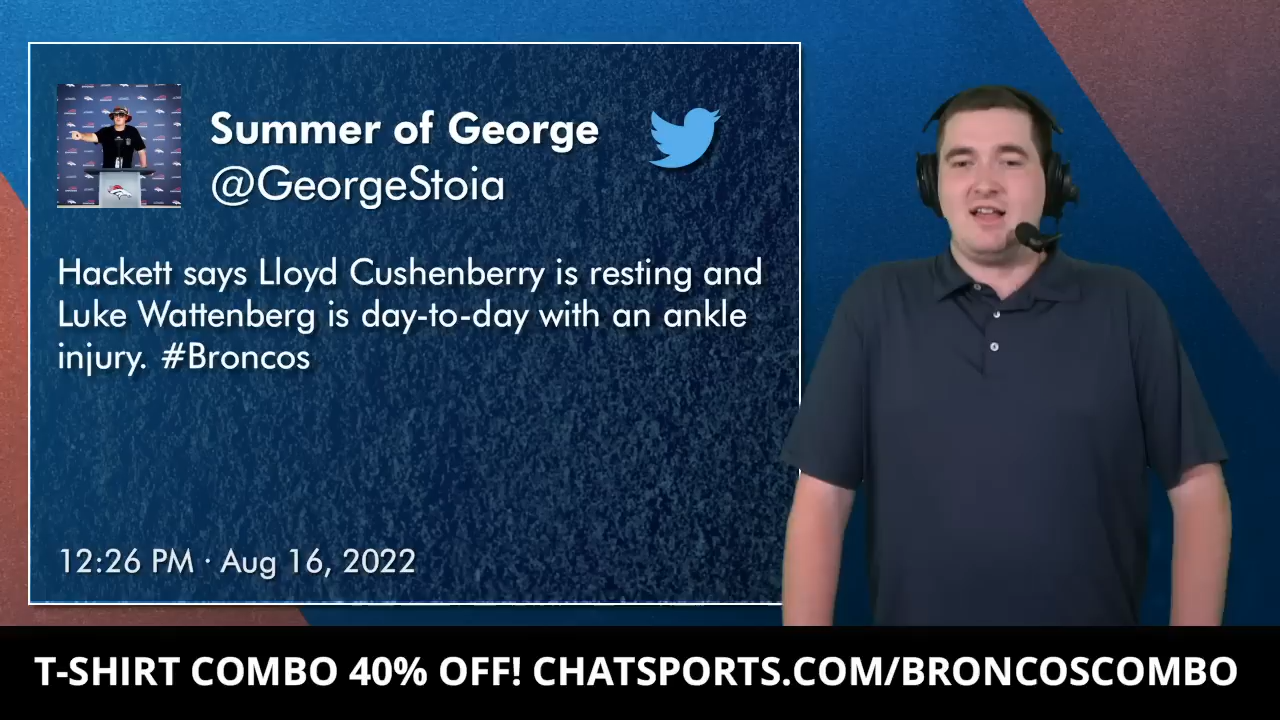 Summer of George
@GeorgeStoia
Hackett says Lloyd Cushenberry is resting and
Luke Wattenberg is day-to-day with an ankle
injury. #Broncos
12:26 PM · Aug 16, 2022
T-SHIRT COMBO 40% OFF! CHATSPORTS.COM/BRONCOSCOMBO